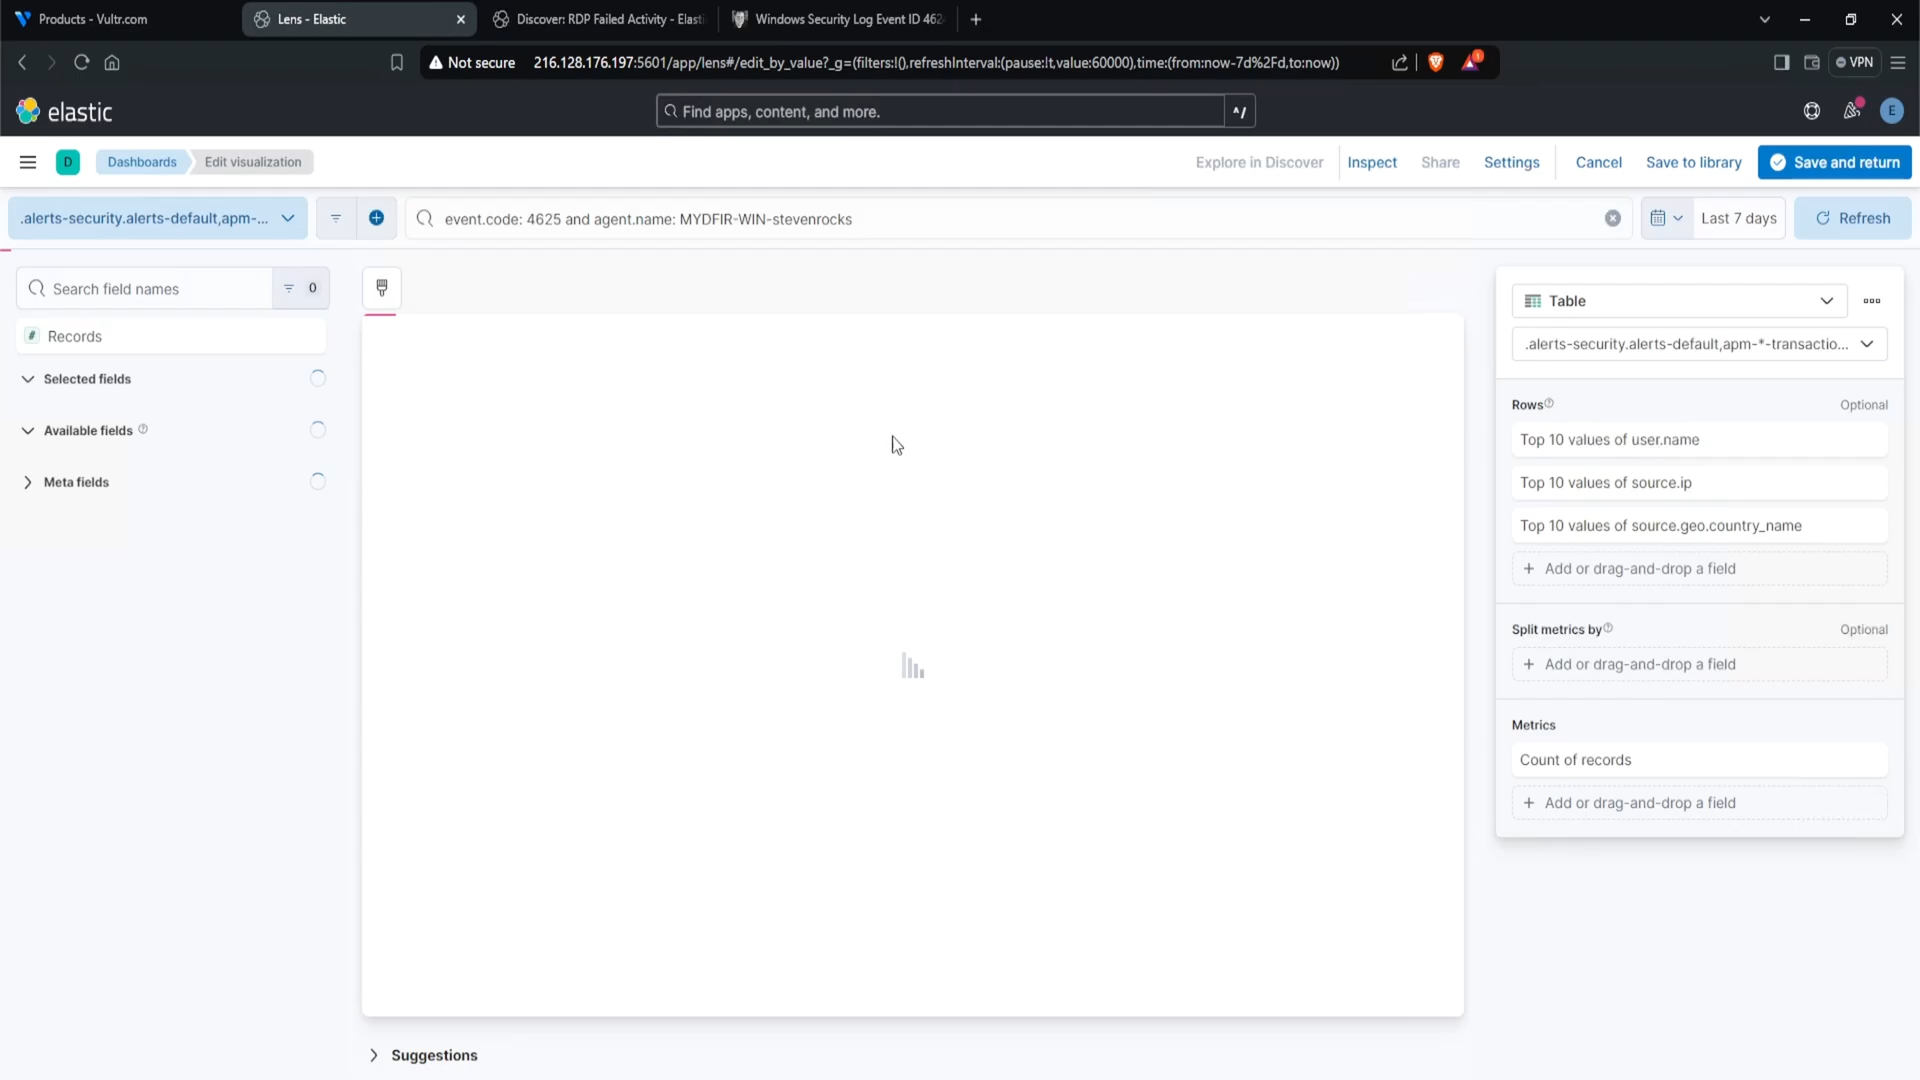 Products - Vultr.com
Lens - Elastic
Discover: RDP Failed Activity - Elasti
Windows Security Log Event ID 462
Not secure
216.128.176.197:5601/app/lens#/edit_by_value?_g=(filters:!(),refreshInterval:(pause:!t,value:60000),time:(from:now-7d%2Fd,to:now))
VPN
elastic
Find apps, content, and more.
^/
E
D
Dashboards
Edit visualization
Explore in Discover
Inspect
Share
Settings
Cancel
Save to library
Save and return
.alerts-security.alerts-default,apm-...
event.code: 4625 and agent.name: MYDFIR-WIN-stevenrocks
Last 7 days
Refresh
Search field names
0
# Records
Selected fields
Available fields
Meta fields
Table
.alerts-security.alerts-default,apm-*-transactio...
Rows
Optional
Top 10 values of user.name
Top 10 values of source.ip
Top 10 values of source.geo.country_name
+ Add or drag-and-drop a field
Split metrics by
Optional
+ Add or drag-and-drop a field
Metrics
Count of records
+ Add or drag-and-drop a field
Suggestions